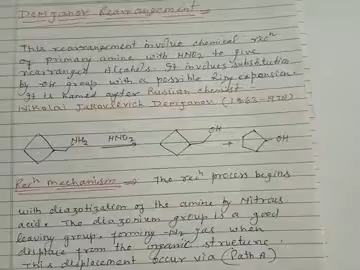 Demjanov Rearrangement →
This rearrangement involve chemical rxⁿ
of primary amine with HNO2 to give
rearranged Alcohols. It involves substitution
by -OH group with a possible Ring expansion.
It is named after Russian chemist
Nikolai Jakovlevich Demjanov (1861-1938)
NH2 HNO2 → OH → OH
Rexⁿ Mechanism → The rexⁿ process begins
with diazotization of the amine by Nitrous
acid. The diazonium group is a good
leaving group, forming -N2 gas when
displace from the organic structure.
This displacement occur via (Path A)